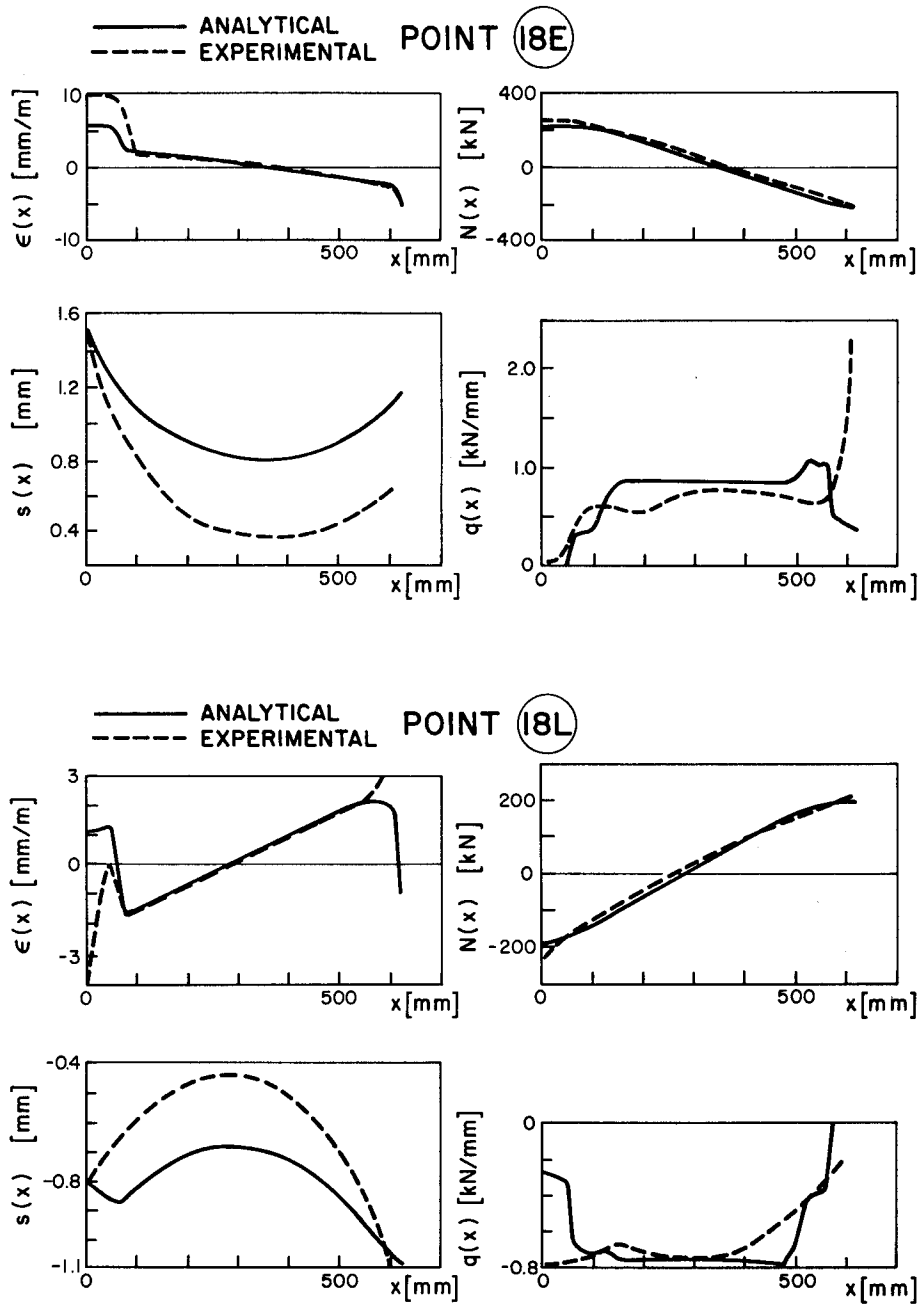 ANALYTICAL
EXPERIMENTAL
POINT 18E
ε(x) [mm/m]
10
0
-10
0
500
x[mm]
N(x) [kN]
400
0
-400
0
500
x[mm]
s(x) [mm]
1.6
1.2
0.8
0.4
0
500
x[mm]
q(x) [kN/mm]
2.0
1.0
0
0
500
x[mm]
ANALYTICAL
EXPERIMENTAL
POINT 18L
ε(x) [mm/m]
3
0
-3
0
500
x[mm]
N(x) [kN]
200
0
-200
0
500
x[mm]
s(x) [mm]
-0.4
-0.8
-1.1
0
500
x[mm]
q(x) [kN/mm]
0
-0.8
0
500
x[mm]